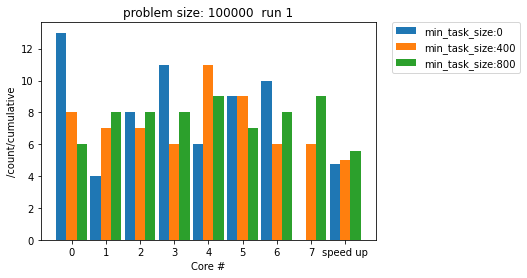 problem size: 100000  run 1
/count/cumulative
12
10
8
6
4
2
0
0 1 2 3 4 5 6 7 speed up
Core #
min_task_size:0
min_task_size:400
min_task_size:800